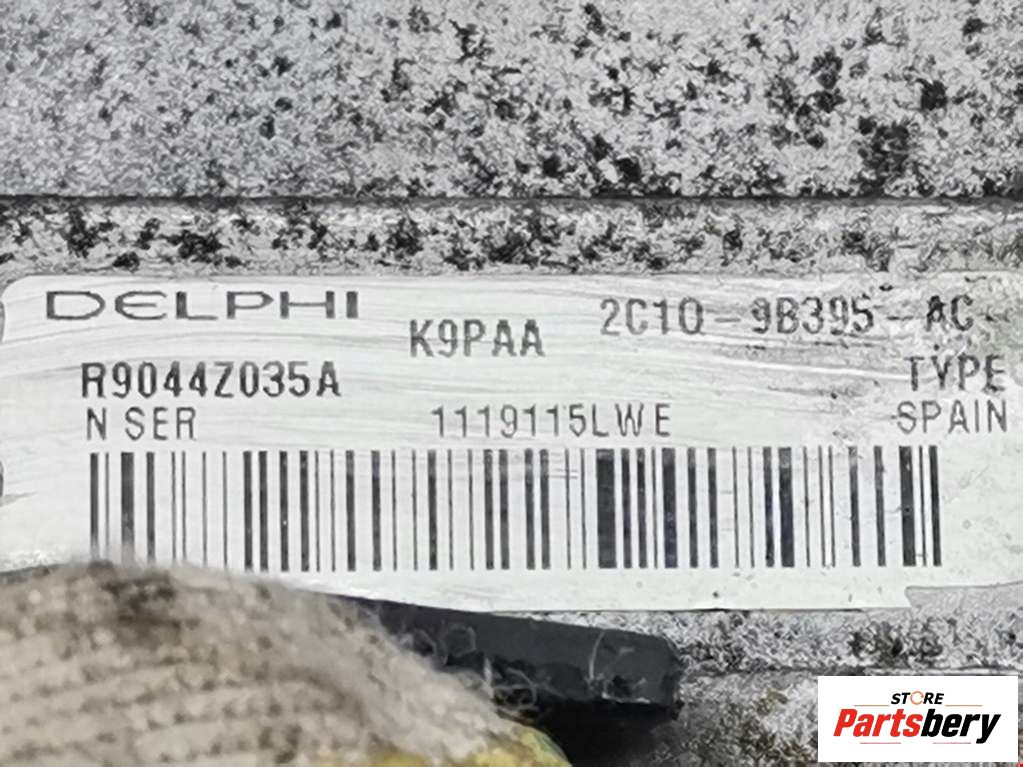 DELPHI
K9PAA
2C1Q-9B395-AC
R9044Z035A
TYPE
N SER
1119115LWE
SPAIN
STORE
Partsbery